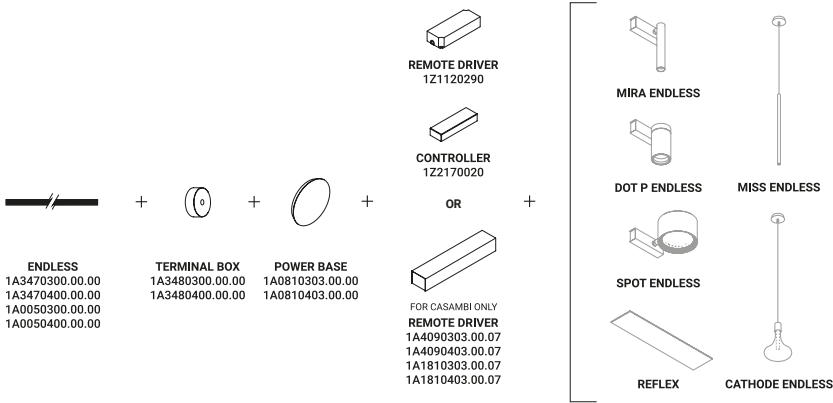 ENDLESS
1A3470300.00.00
1A3470400.00.00
1A0050300.00.00
1A0050400.00.00
+
TERMINAL BOX
1A3480300.00.00
1A3480400.00.00
+
POWER BASE
1A0810303.00.00
1A0810403.00.00
+
REMOTE DRIVER
1Z1120290
CONTROLLER
1Z2170020
OR
FOR CASAMBI ONLY
REMOTE DRIVER
1A4090303.00.07
1A4090403.00.07
1A1810303.00.07
1A1810403.00.07
+
MIRA ENDLESS
DOT P ENDLESS
MISS ENDLESS
SPOT ENDLESS
REFLEX
CATHODE ENDLESS